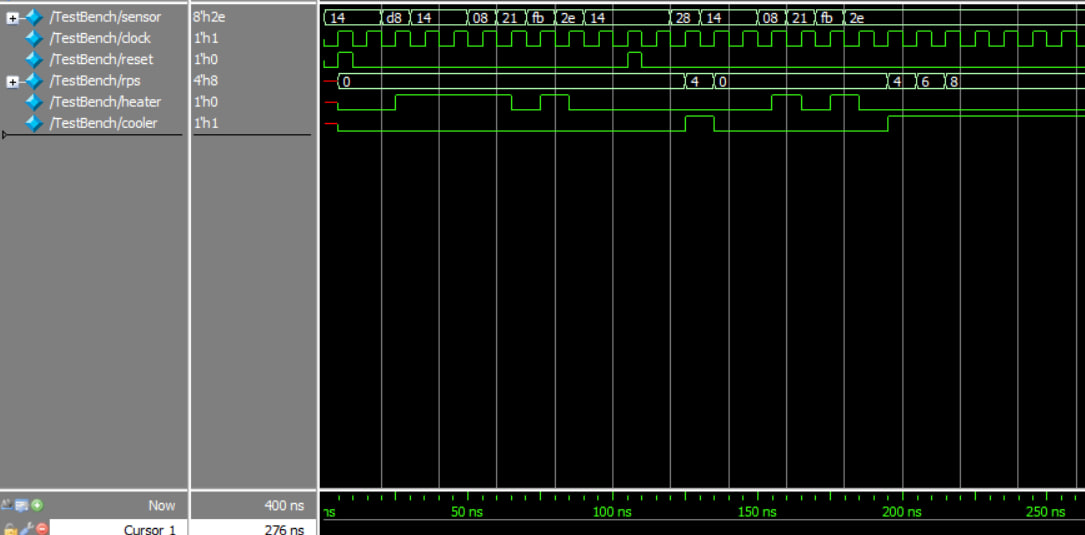 /TestBench/sensor 8'h2e 14 d8 14 08 21 fb 2e 14 28 14 08 21 fb 2e
/TestBench/clock 1'h1
/TestBench/reset 1'h0
/TestBench/rps 4'h8 0 4 0 4 6 8
/TestBench/heater 1'h0
/TestBench/cooler 1'h1
Now 400 ns ns 50 ns 100 ns 150 ns 200 ns 250 ns
Cursor 1 276 ns